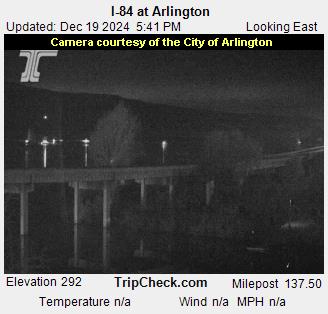 I-84 at Arlington
Updated: Dec 19 2024 5:41 PM Looking East
Camera courtesy of the City of Arlington
Elevation 292 TripCheck.com Milepost 137.50
Temperature n/a Wind n/a MPH n/a